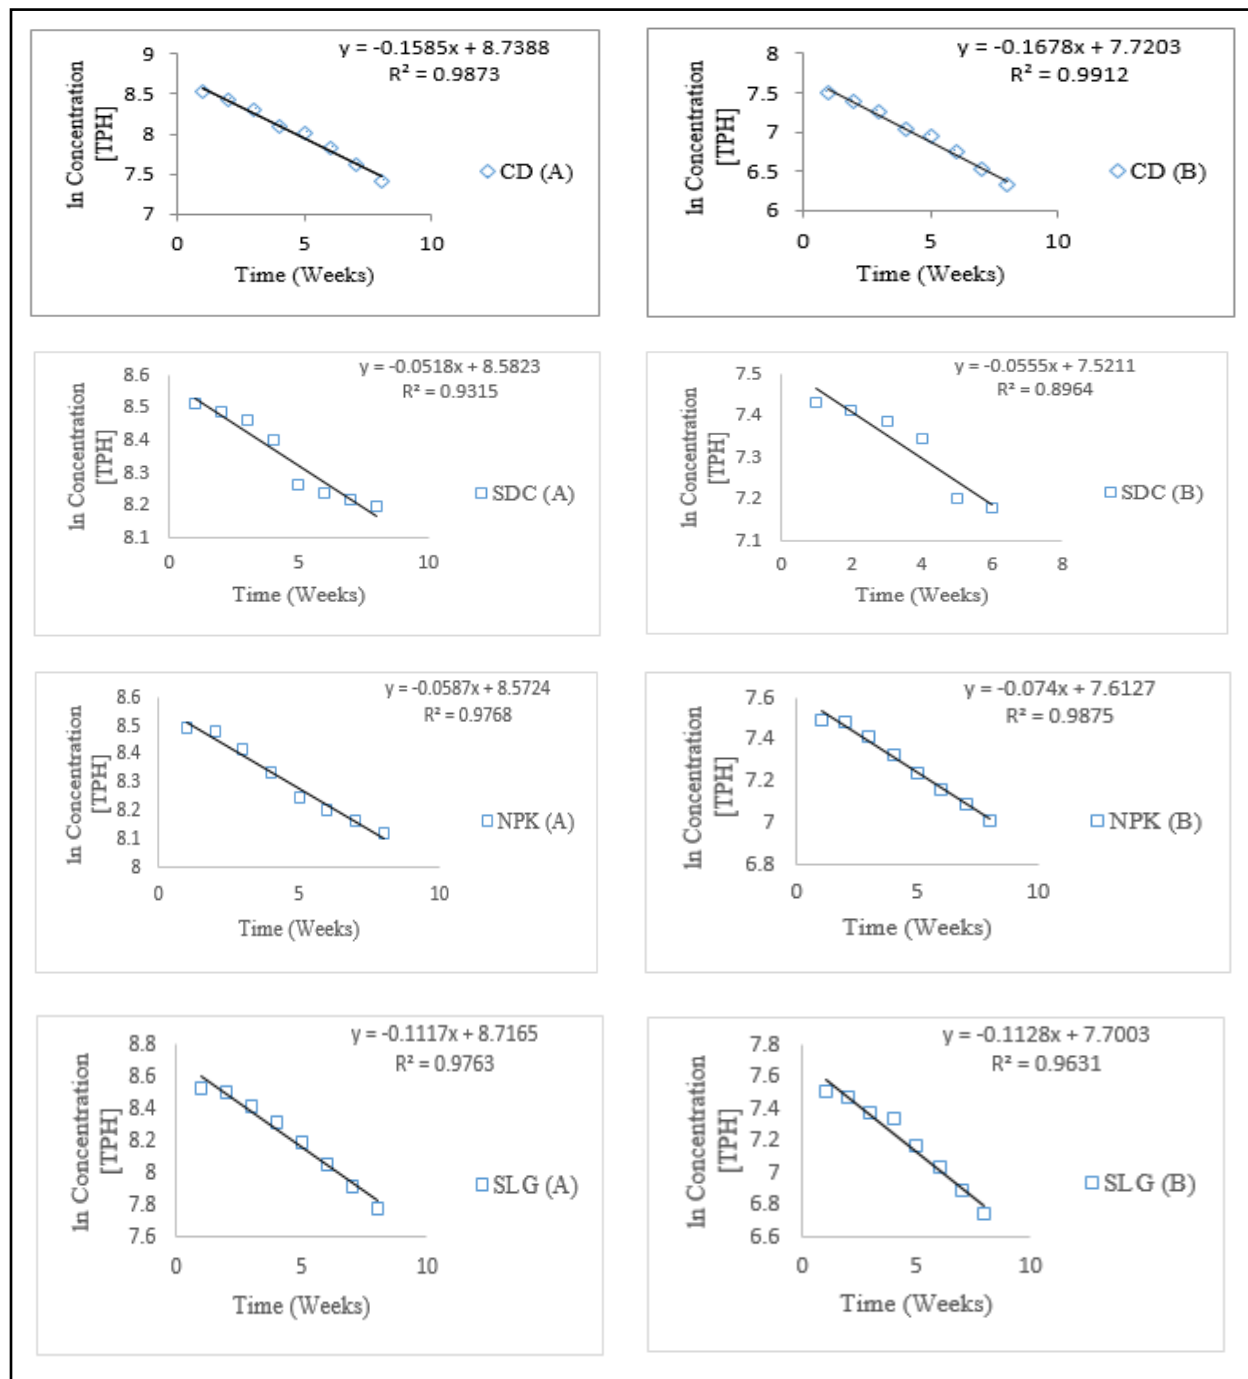 y = -0.1585x + 8.7388
R² = 0.9873
9
8.5
8
7.5
7
0
5
10
ln Concentration
[TPH]
Time (Weeks)
CD (A)
y = -0.1678x + 7.7203
R² = 0.9912
8
7.5
7
6.5
6
0
5
10
ln Concentration
[TPH]
Time (Weeks)
CD (B)
y = -0.0518x + 8.5823
R² = 0.9315
8.6
8.5
8.4
8.3
8.2
8.1
0
5
10
ln Concentration
[TPH]
Time (Weeks)
SDC (A)
y = -0.0555x + 7.5211
R² = 0.8964
7.5
7.4
7.3
7.2
7.1
0
2
4
6
8
ln Concentration
[TPH]
Time (Weeks)
SDC (B)
y = -0.0587x + 8.5724
R² = 0.9768
8.6
8.5
8.4
8.3
8.2
8.1
8
0
5
10
ln Concentration
[TPH]
Time (Weeks)
NPK (A)
y = -0.074x + 7.6127
R² = 0.9875
7.6
7.4
7.2
7
6.8
0
5
10
ln Concentration
[TPH]
Time (Weeks)
NPK (B)
y = -0.1117x + 8.7165
R² = 0.9763
8.8
8.6
8.4
8.2
8
7.8
7.6
0
5
10
ln Concentration
[TPH]
Time (Weeks)
SLG (A)
y = -0.1128x + 7.7003
R² = 0.9631
7.8
7.6
7.4
7.2
7
6.8
6.6
0
5
10
ln Concentration
[TPH]
Time (Weeks)
SLG (B)